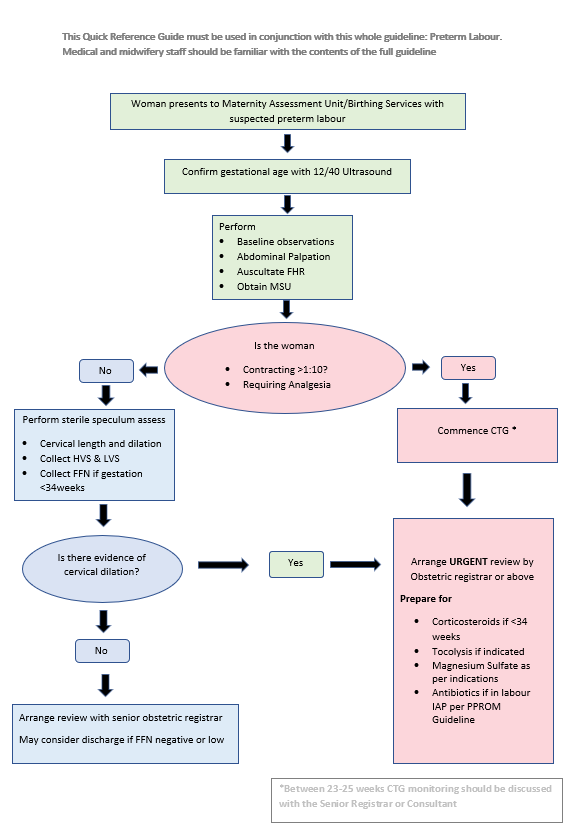 This Quick Reference Guide must be used in conjunction with this whole guideline: Preterm Labour.
Medical and midwifery staff should be familiar with the contents of the full guideline
Woman presents to Maternity Assessment Unit/Birthing Services with
suspected preterm labour
Confirm gestational age with 12/40 Ultrasound
Perform
• Baseline observations
• Abdominal Palpation
• Auscultate FHR
• Obtain MSU
Is the woman
• Contracting >1:10?
• Requiring Analgesia
No
Yes
Perform sterile speculum assess
• Cervical length and dilation
• Collect HVS & LVS
• Collect FFN if gestation
<34weeks
Commence CTG *
Is there evidence of
cervical dilation?
Yes
Arrange URGENT review by
Obstetric registrar or above
Prepare for
• Corticosteroids if <34
weeks
• Tocolysis if indicated
• Magnesium Sulfate as
per indications
• Antibiotics if in labour
IAP per PPROM
Guideline
No
Arrange review with senior obstetric registrar
May consider discharge if FFN negative or low
*Between 23-25 weeks CTG monitoring should be discussed
with the Senior Registrar or Consultant